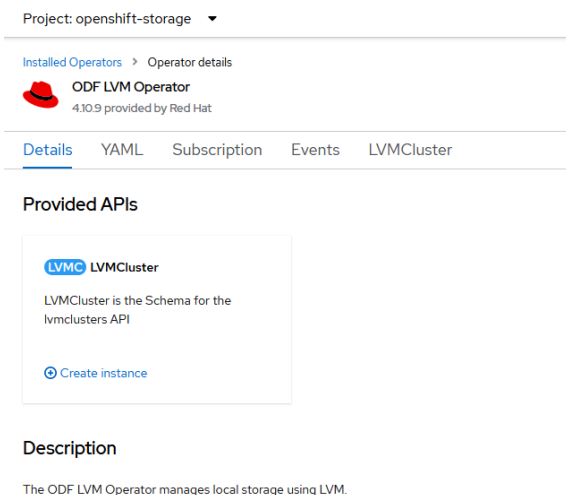 Project: openshift-storage
Installed Operators > Operator details
ODF LVM Operator
4.10.9 provided by Red Hat
Details YAML Subscription Events LVMCluster
Provided APIs
LVMC LVMCluster
LVMCluster is the Schema for the
lvmclusters API
Create instance
Description
The ODF LVM Operator manages local storage using LVM.